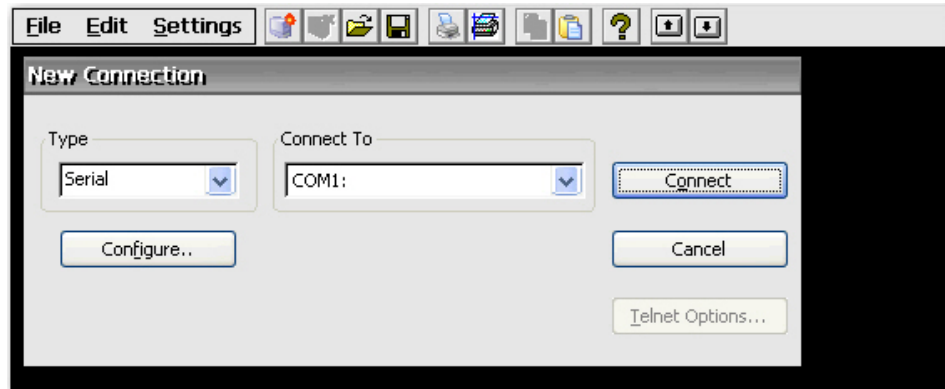 File Edit Settings
New Connection
Type
Connect To
Serial
COM1:
Connect
Configure..
Cancel
Telnet Options...